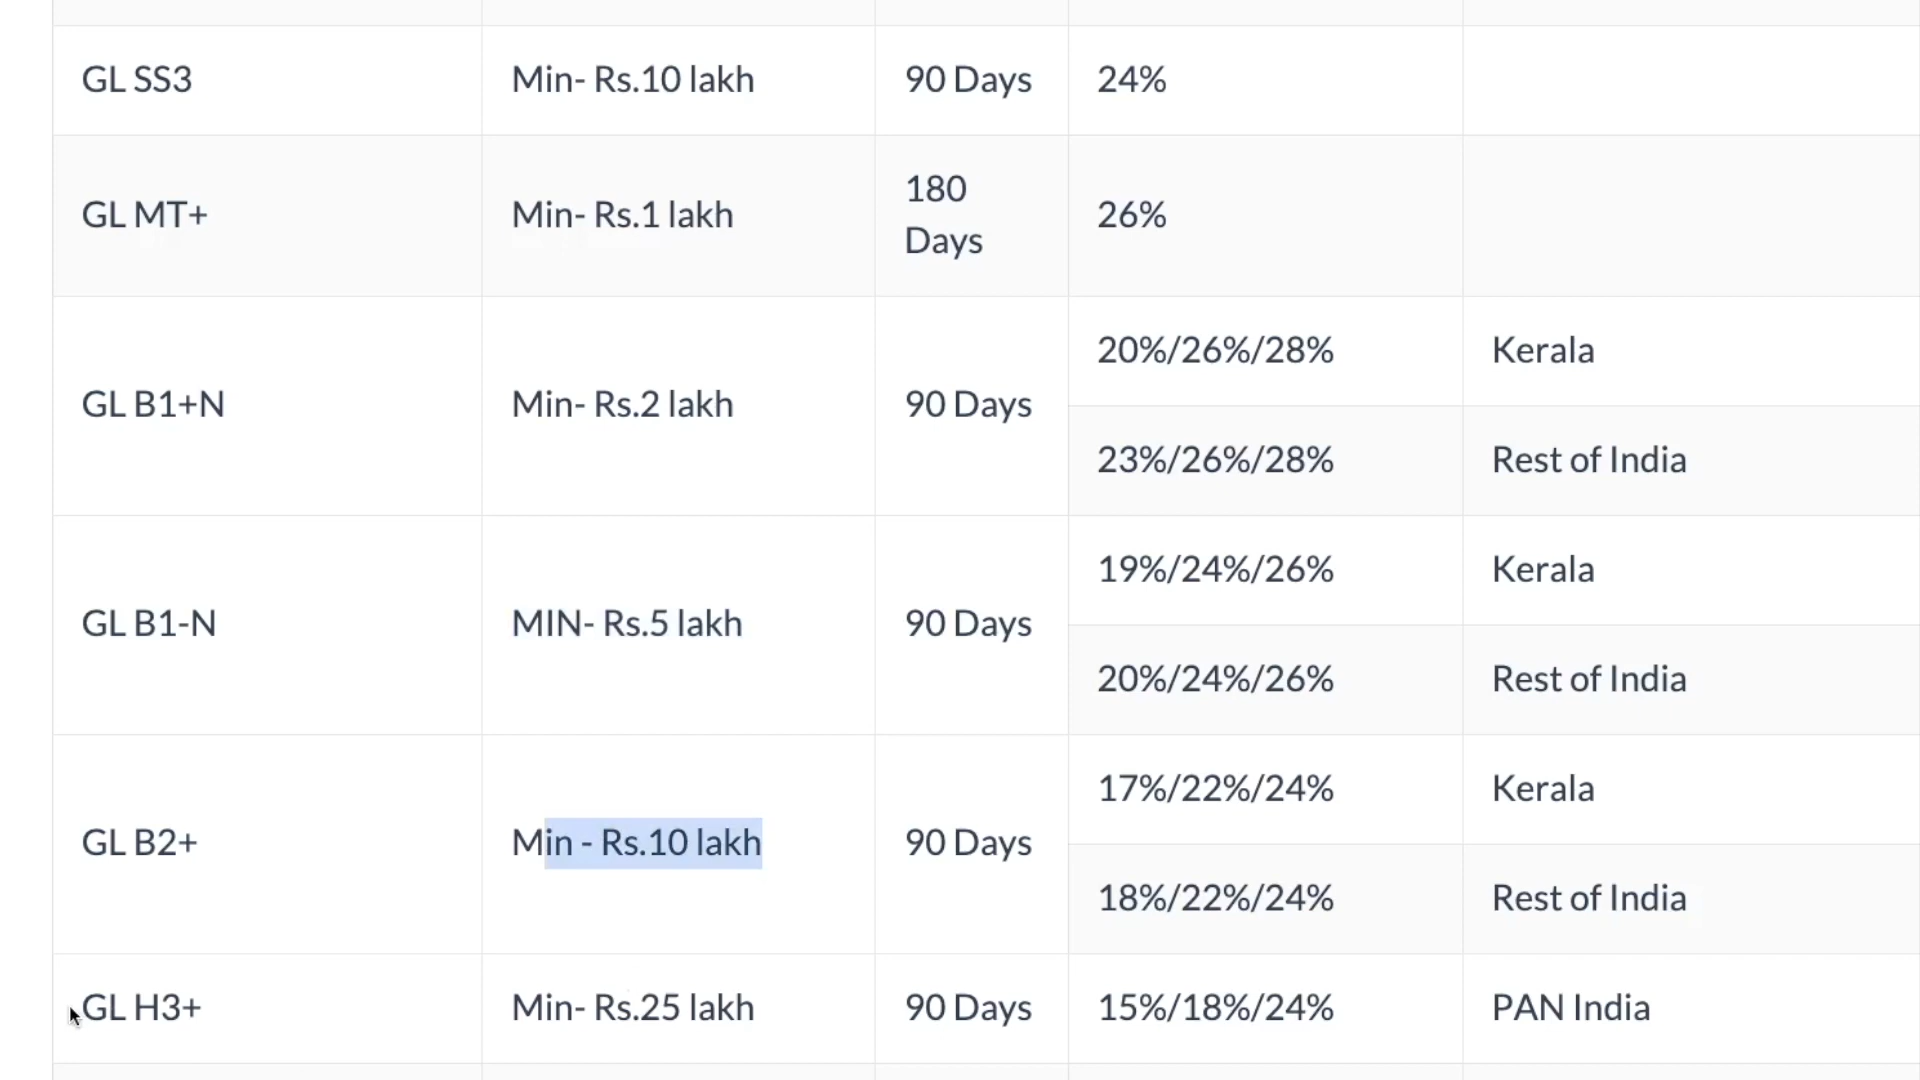 GL SS3 Min- Rs.10 lakh 90 Days 24%
GL MT+ Min- Rs.1 lakh 180 Days 26%
GL B1+N Min- Rs.2 lakh 90 Days 20%/26%/28% Kerala
23%/26%/28% Rest of India
GL B1-N MIN- Rs.5 lakh 90 Days 19%/24%/26% Kerala
20%/24%/26% Rest of India
GL B2+ Min - Rs.10 lakh 90 Days 17%/22%/24% Kerala
18%/22%/24% Rest of India
GL H3+ Min- Rs.25 lakh 90 Days 15%/18%/24% PAN India